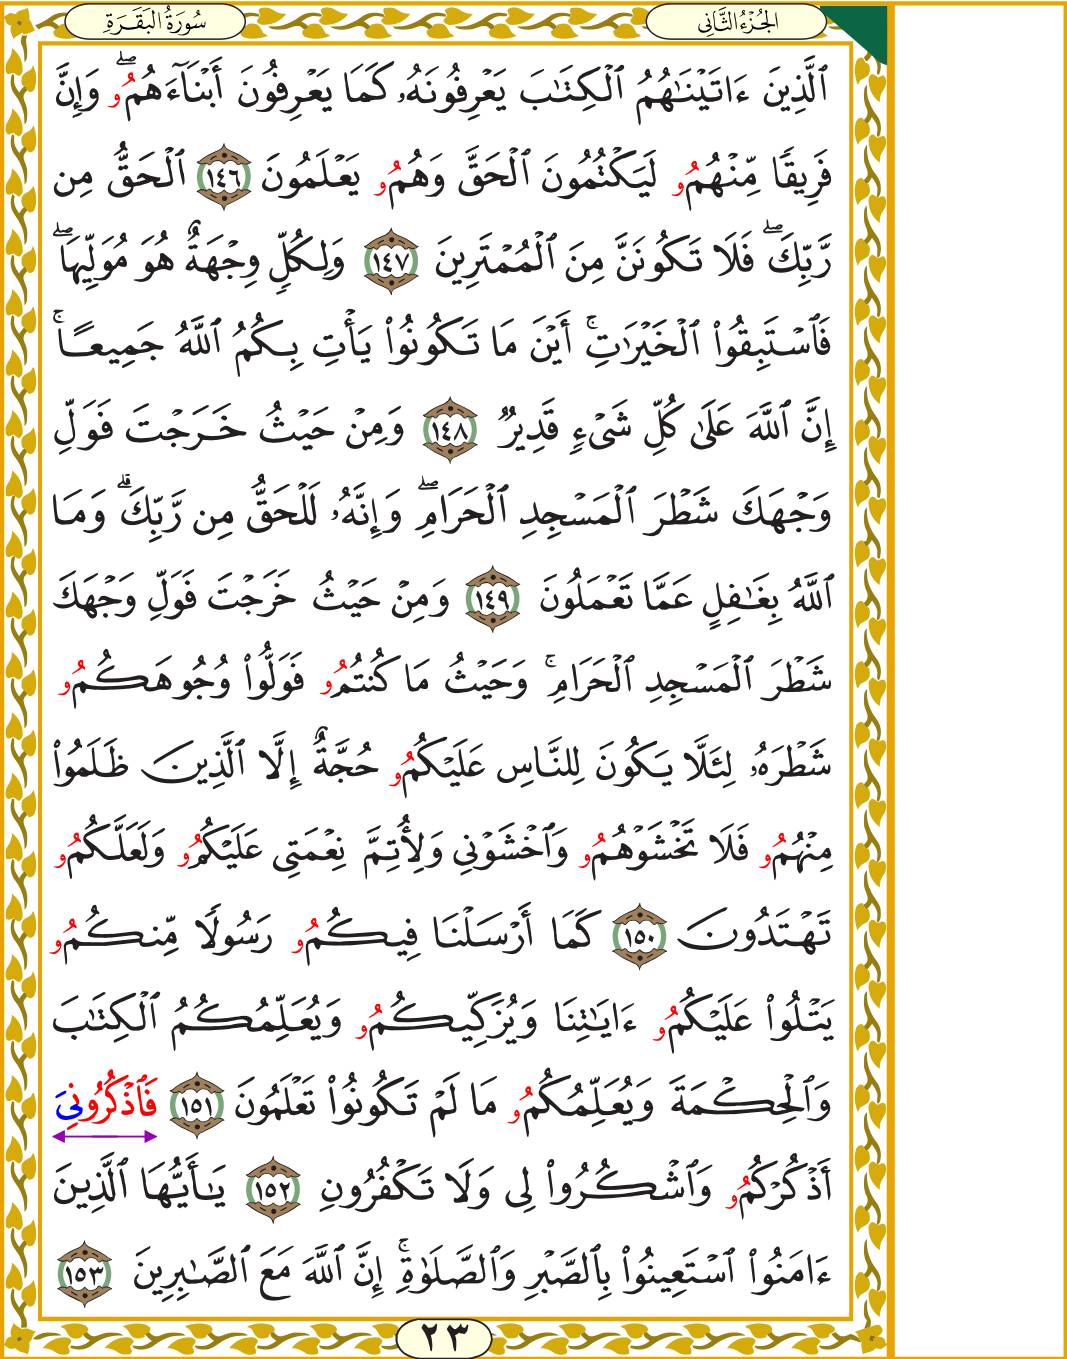 سُورَةُ البَقَـرَةِ
الجُزْءُ الثَّانِي
ٱلَّذِينَ ءَاتَيْنَٰهُمُ ٱلْكِتَٰبَ يَعْرِفُونَهُۥ كَمَا يَعْرِفُونَ أَبْنَآءَهُمُۥ ۖ وَإِنَّ
فَرِيقًا مِّنْهُمُۥ لَيَكْتُمُونَ ٱلْحَقَّ وَهُمُۥ يَعْلَمُونَ ١٤٦ ٱلْحَقُّ مِن
رَّبِّكَ ۖ فَلَا تَكُونَنَّ مِنَ ٱلْمُمْتَرِينَ ١٤٧ وَلِكُلٍّ وِجْهَةٌ هُوَ مُوَلِّيهَا ۖ
فَٱسْتَبِقُوا۟ ٱلْخَيْرَٰتِ ۚ أَيْنَ مَا تَكُونُوا۟ يَأْتِ بِكُمُ ٱللَّهُ جَمِيعًا ۚ
إِنَّ ٱللَّهَ عَلَىٰ كُلِّ شَىْءٍ قَدِيرٌ ١٤٨ وَمِنْ حَيْثُ خَرَجْتَ فَوَلِّ
وَجْهَكَ شَطْرَ ٱلْمَسْجِدِ ٱلْحَرَامِ ۖ وَإِنَّهُۥ لَلْحَقُّ مِن رَّبِّكَ ۗ وَمَا
ٱللَّهُ بِغَٰفِلٍ عَمَّا تَعْمَلُونَ ١٤٩ وَمِنْ حَيْثُ خَرَجْتَ فَوَلِّ وَجْهَكَ
شَطْرَ ٱلْمَسْجِدِ ٱلْحَرَامِ ۚ وَحَيْثُ مَا كُنتُمُۥ فَوَلُّوا۟ وُجُوهَكُمُۥ
شَطْرَهُۥ لِئَلَّا يَكُونَ لِلنَّاسِ عَلَيْكُمُۥ حُجَّةٌ إِلَّا ٱلَّذِينَ ظَلَمُوا۟
مِنْهُمُۥ فَلَا تَخْشَوْهُمُۥ وَٱخْشَوْنِى وَلِأُتِمَّ نِعْمَتِى عَلَيْكُمُۥ وَلَعَلَّكُمُۥ
تَهْتَدُونَ ١٥٠ كَمَا أَرْسَلْنَا فِيكُمُۥ رَسُولًا مِّنكُمُۥ
يَتْلُوا۟ عَلَيْكُمُۥ ءَايَٰتِنَا وَيُزَكِّيكُمُۥ وَيُعَلِّمُكُمُ ٱلْكِتَٰبَ
وَٱلْحِكْمَةَ وَيُعَلِّمُكُمُۥ مَا لَمْ تَكُونُوا۟ تَعْلَمُونَ ١٥١ فَٱذْكُرُونِىَ
أَذْكُرْكُمُۥ وَٱشْكُرُوا۟ لِى وَلَا تَكْفُرُونِ ١٥٢ يَٰأَيُّهَا ٱلَّذِينَ
ءَامَنُوا۟ ٱسْتَعِينُوا۟ بِٱلصَّبْرِ وَٱلصَّلَوٰةِ ۚ إِنَّ ٱللَّهَ مَعَ ٱلصَّٰبِرِينَ ١٥٣
٢٣